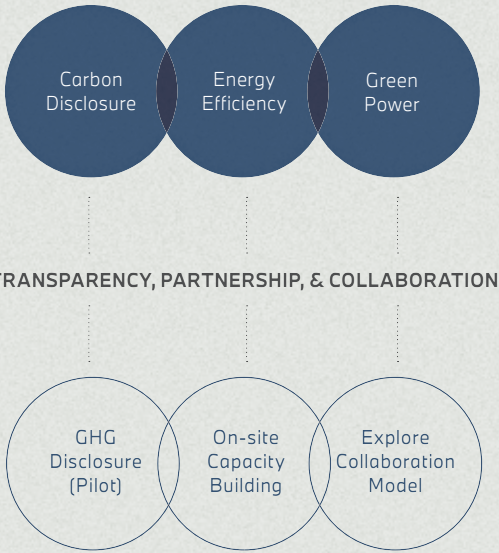 Carbon
Disclosure
Energy
Efficiency
Green
Power
TRANSPARENCY, PARTNERSHIP, & COLLABORATION
GHG
Disclosure
(Pilot)
On-site
Capacity
Building
Explore
Collaboration
Model